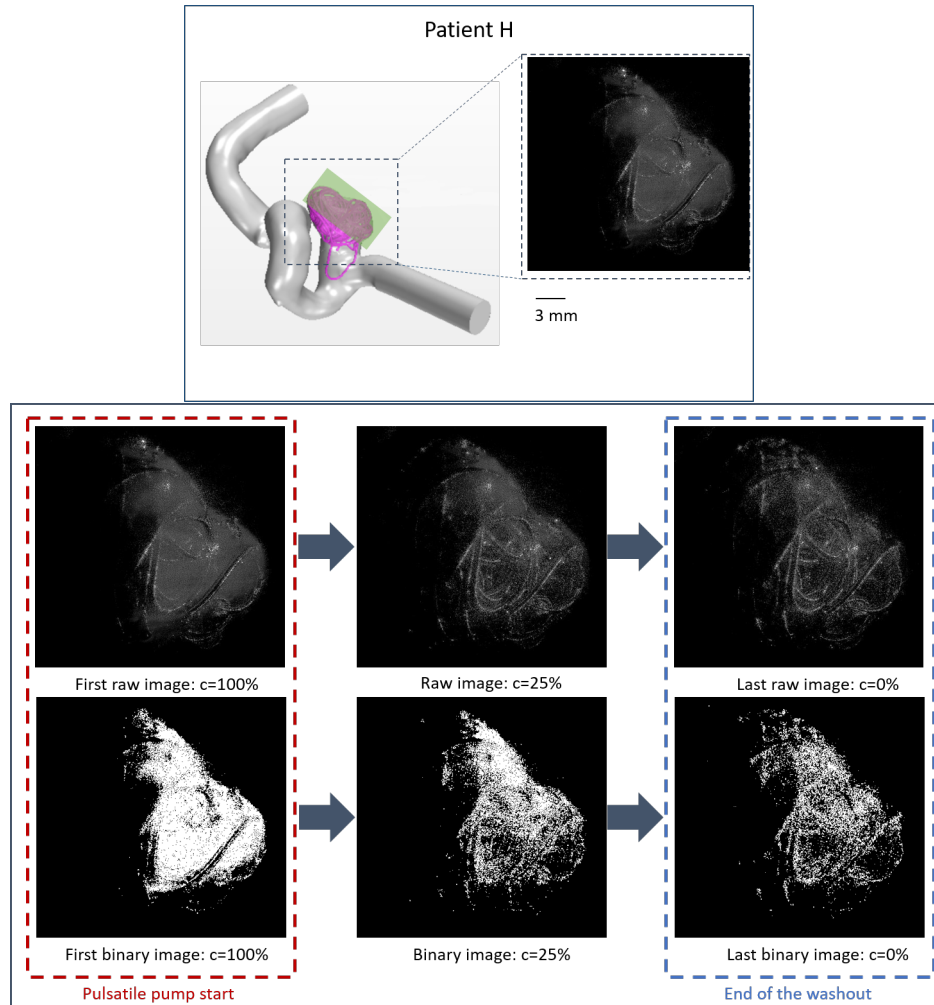 Patient H
3 mm
First raw image: c=100%
Raw image: c=25%
Last raw image: c=0%
First binary image: c=100%
Binary image: c=25%
Last binary image: c=0%
Pulsatile pump start
End of the washout